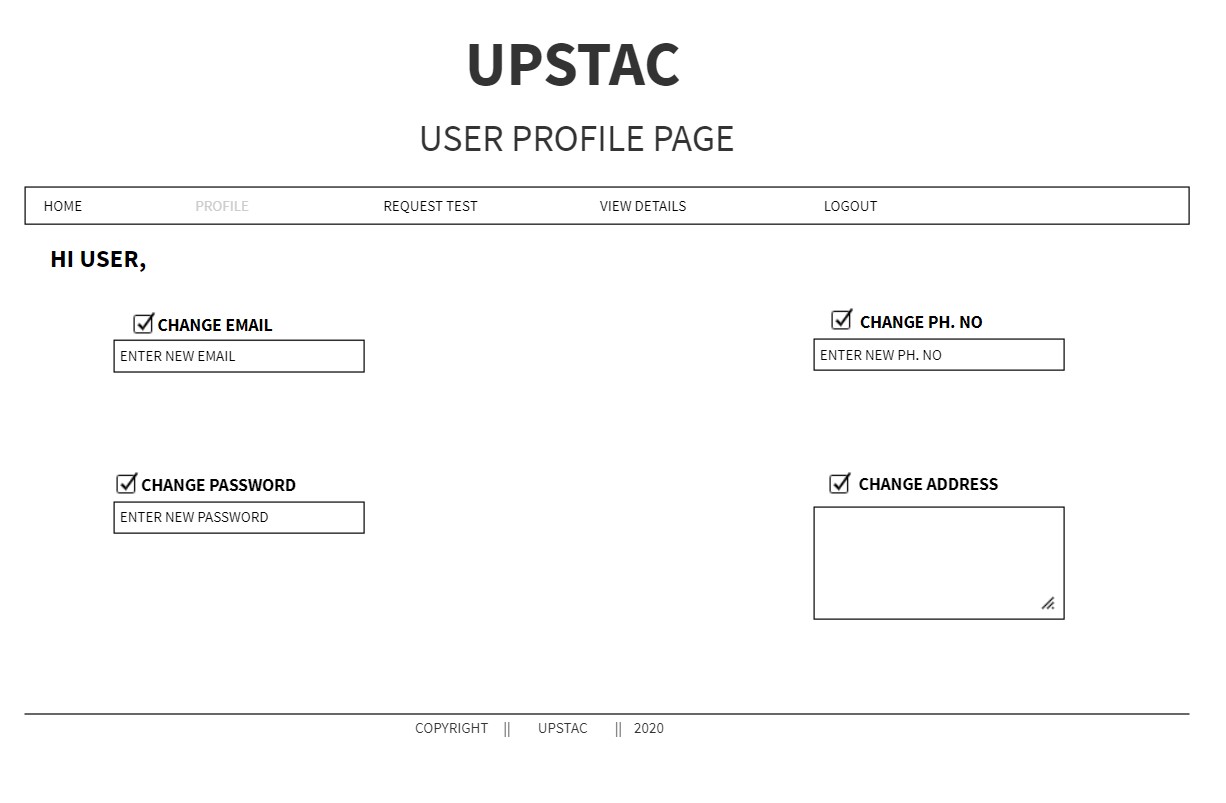 UPSTAC
USER PROFILE PAGE
HOME PROFILE REQUEST TEST VIEW DETAILS LOGOUT
HI USER,
CHANGE EMAIL CHANGE PH. NO
ENTER NEW EMAIL ENTER NEW PH. NO
CHANGE PASSWORD CHANGE ADDRESS
ENTER NEW PASSWORD
COPYRIGHT || UPSTAC || 2020